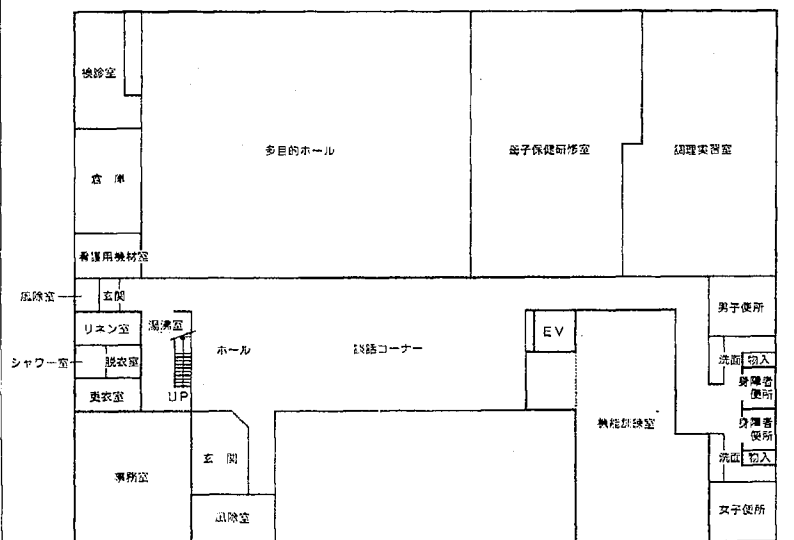 検診室
多目的ホール
母子保健研修室
調理実習室
倉庫
看護用機材室
風除室
玄関
男子便所
リネン室
湯沸室
ホール
談話コーナー
EV
シャワー室
脱衣室
洗面
物入
身障者
便所
更衣室
UP
身障者
便所
機能訓練室
玄関
洗面
物入
事務室
風除室
女子便所